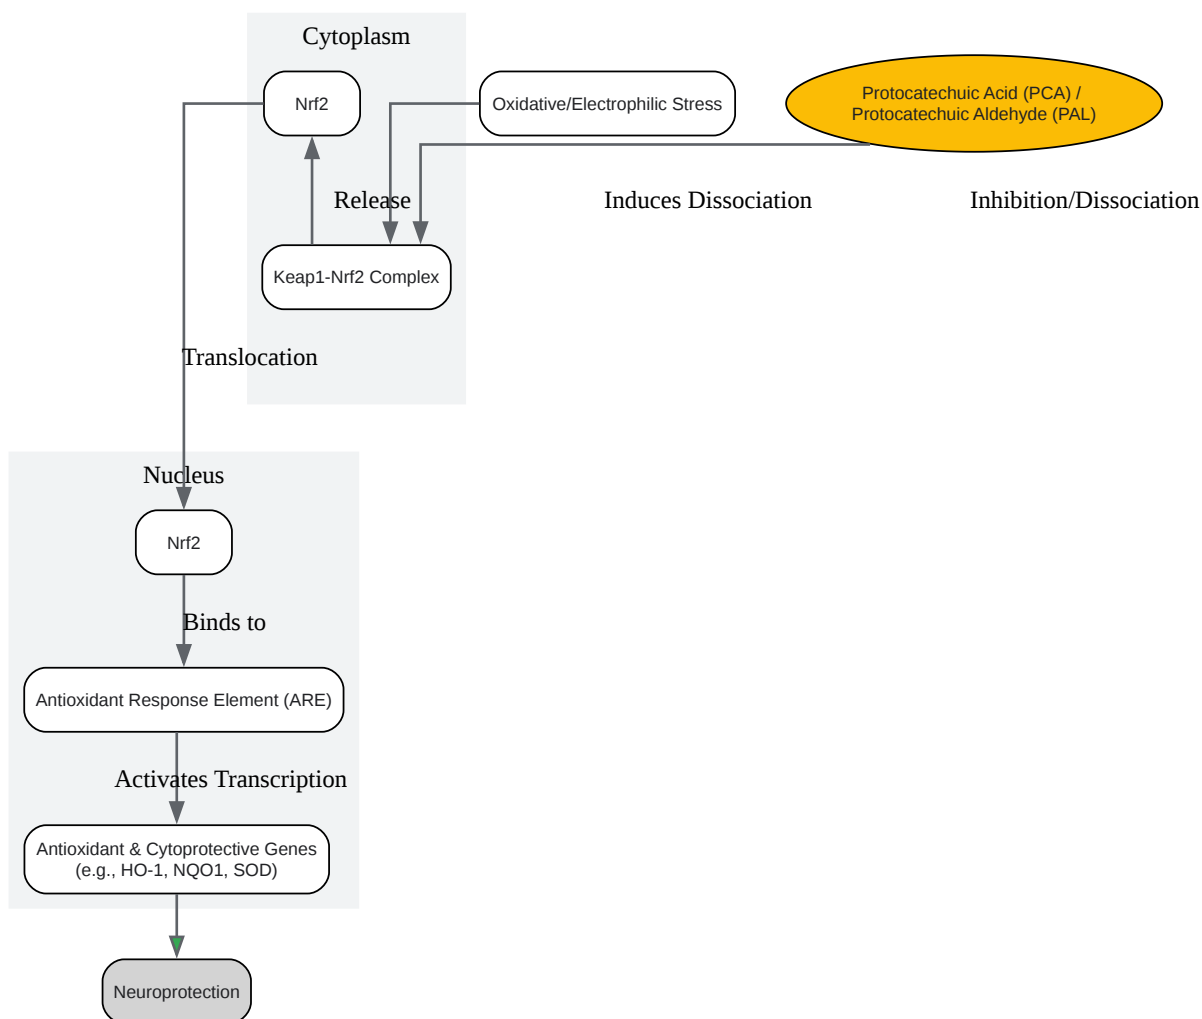 Cytoplasm
Nrf2
Oxidative/Electrophilic Stress
Protocatechuic Acid (PCA) /
Protocatechuic Aldehyde (PAL)
Release
Induces Dissociation
Inhibition/Dissociation
Keap1-Nrf2 Complex
Translocation
Nucleus
Nrf2
Binds to
Antioxidant Response Element (ARE)
Activates Transcription
Antioxidant & Cytoprotective Genes
(e.g., HO-1, NQO1, SOD)
Neuroprotection